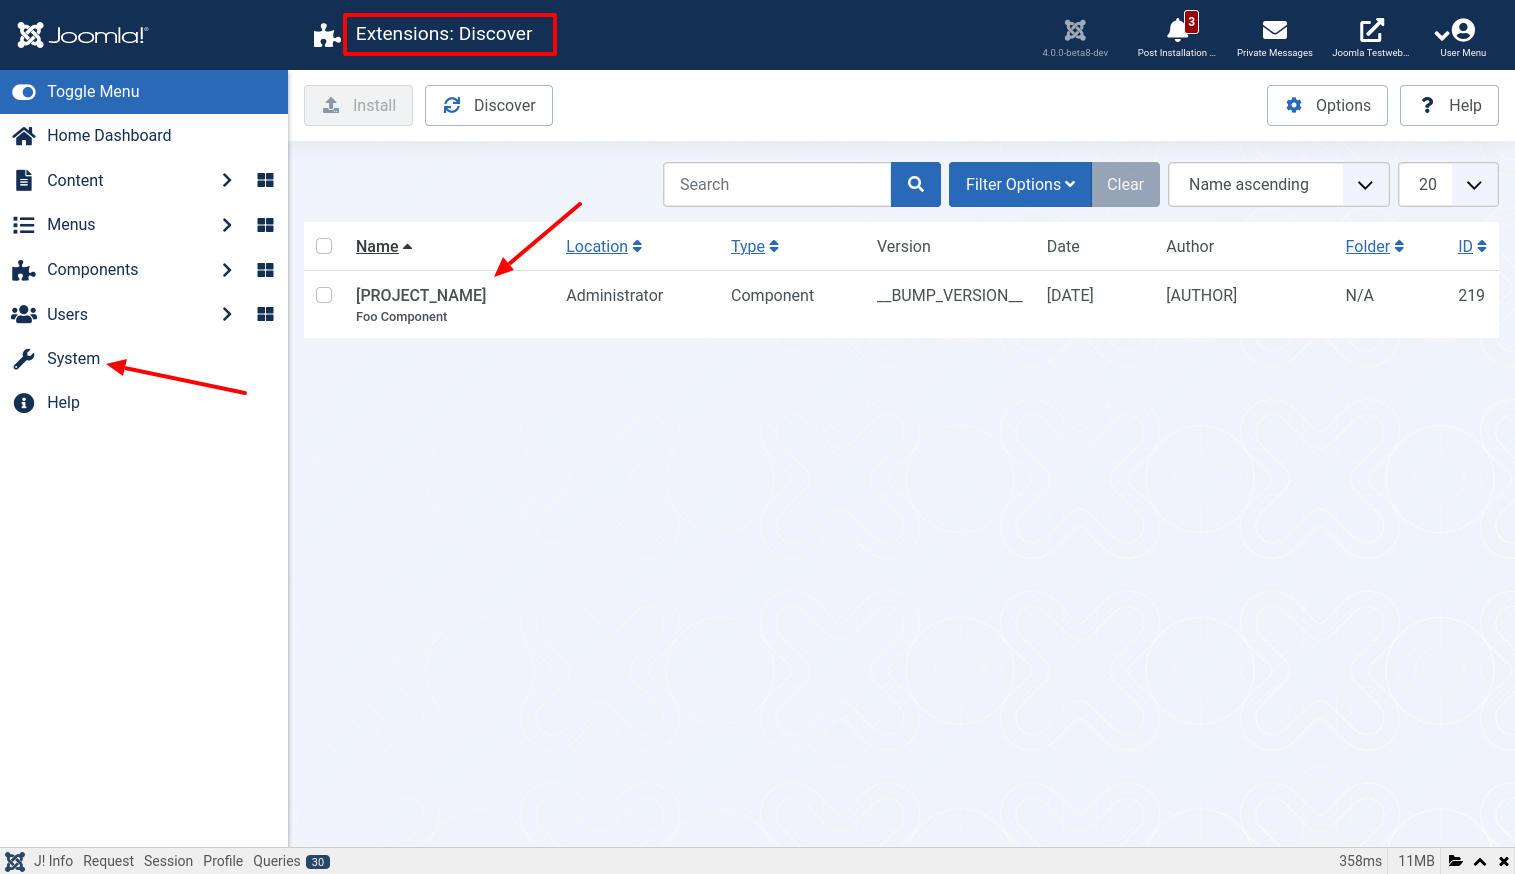 Joomla!®
Extensions: Discover
4.0.0-beta8-dev
3
Post Installation ...
Private Messages
Joomla Testweb...
User Menu
Toggle Menu
Home Dashboard
Content
Menus
Components
Users
System
Help
Install
Discover
Options
? Help
Search
Filter Options
Clear
Name ascending
20
Name Location Type Version Date Author Folder ID
[PROJECT_NAME] Administrator Component __BUMP_VERSION__ [DATE] [AUTHOR] N/A 219
Foo Component
J! Info Request Session Profile Queries 30 358ms 11MB